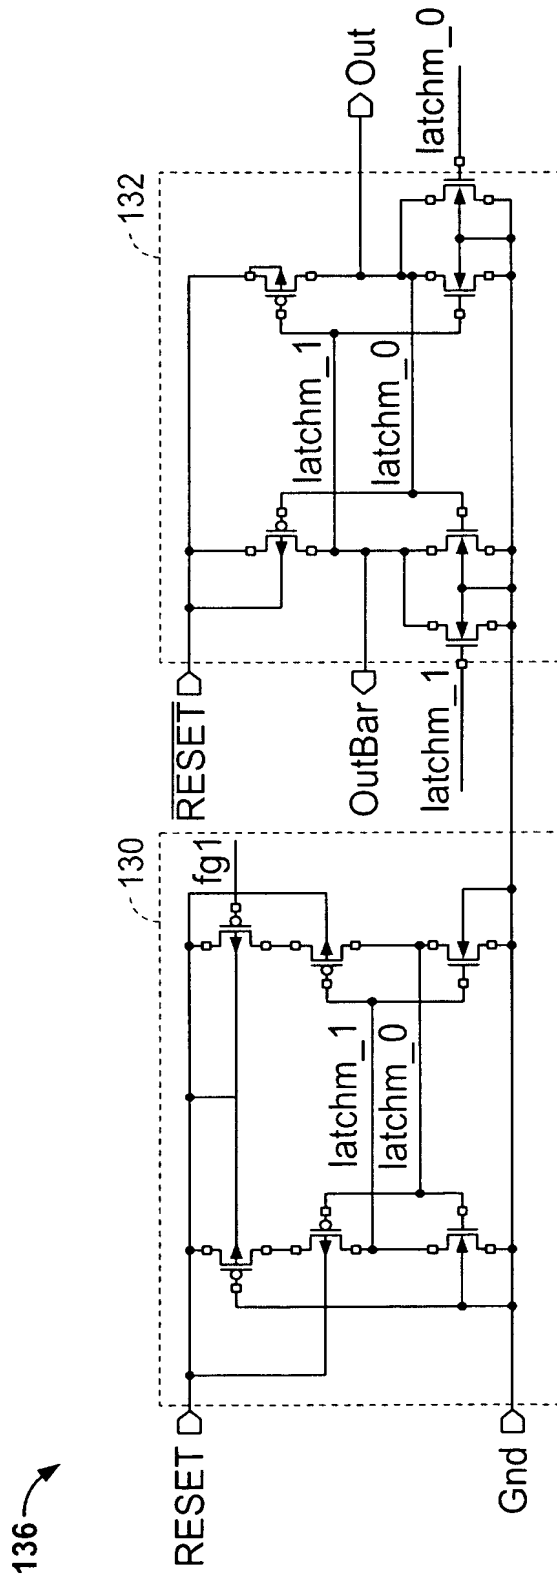 136
130
132
RESET
fg1
latchm_1
latchm_0
Gnd
RESET
OutBar
latchm_1
latchm_1
latchm_0
Out
latchm_0